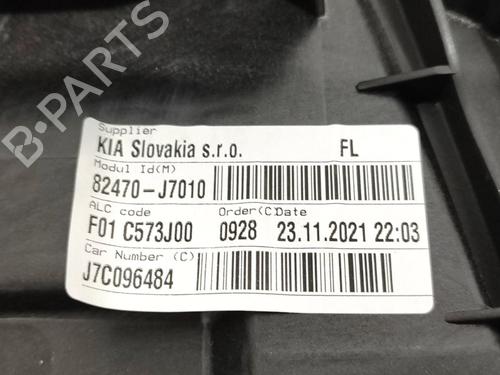 B-PARTS
Supplier
KIA Slovakia s.r.o. FL
Modul Id(M)
82470-J7010
ALC code Order(C)Date
F01 C573J00 0928 23.11.2021 22:03
Car Number (C)
J7C096484